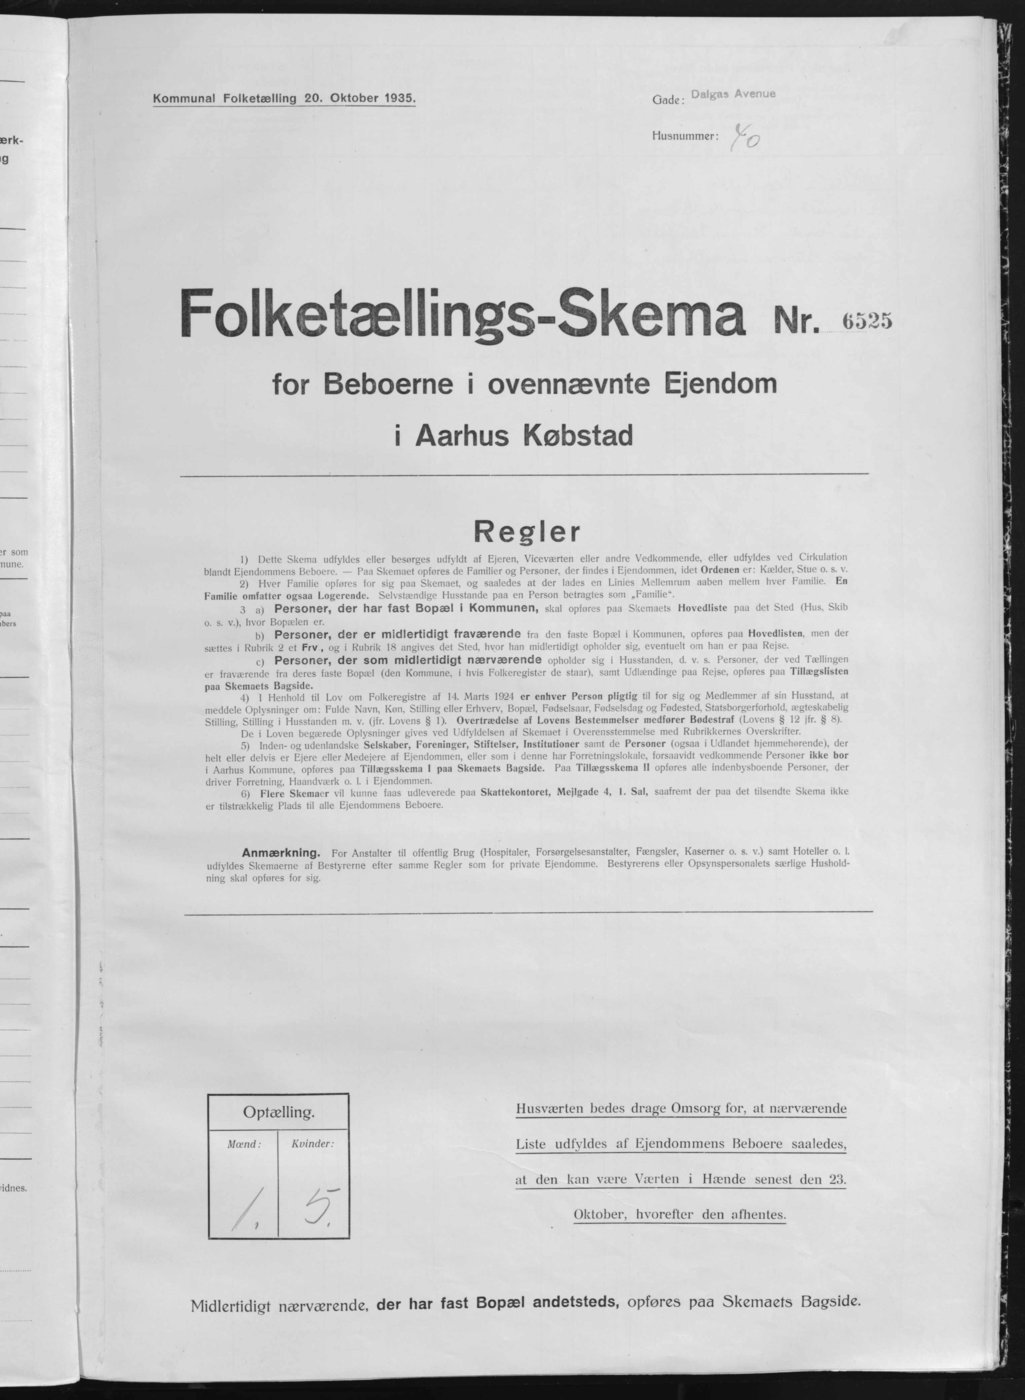 ærk-
g
er som
mune.
paa
bers
idnes.
Kommunal Folketælling 20. Oktober 1935.
Gade: Dalgas Avenue
Husnummer: 40
Folketællings-Skema Nr. 6525
for Beboerne i ovennævnte Ejendom
i Aarhus Købstad
Regler
1) Dette Skema udfyldes eller besørges udfyldt af Ejeren, Viceværten eller andre Vedkommende, eller udfyldes ved Cirkulation
blandt Ejendommens Beboere. — Paa Skemaet opføres de Familier og Personer, der findes i Ejendommen, idet Ordenen er: Kælder, Stue o. s. v.
2) Hver Familie opføres for sig paa Skemaet, og saaledes at der lades en Linies Mellemrum aaben mellem hver Familie. En
Familie omfatter ogsaa Logerende. Selvstændige Husstande paa en Person betragtes som „Familie“.
3 a) Personer, der har fast Bopæl i Kommunen, skal opføres paa Skemaets Hovedliste paa det Sted (Hus, Skib
o. s. v.), hvor Bopælen er.
b) Personer, der er midlertidigt fraværende fra den faste Bopæl i Kommunen, opføres paa Hovedlisten, men der
sættes i Rubrik 2 et Frv., og i Rubrik 18 angives det Sted, hvor han midlertidigt opholder sig, eventuelt om han er paa Rejse.
c) Personer, der som midlertidigt nærværende opholder sig i Husstanden, d. v. s. Personer, der ved Tællingen
er fraværende fra deres faste Bopæl (den Kommune, i hvis Folkeregister de staar), samt Udlændinge paa Rejse, opføres paa Tillægslisten
paa Skemaets Bagside.
4) I Henhold til Lov om Folkeregistre af 14. Marts 1924 er enhver Person pligtig til for sig og Medlemmer af sin Husstand, at
meddele Oplysninger om: Fulde Navn, Køn, Stilling eller Erhverv, Bopæl, Fødselsaar, Fødselsdag og Fødested, Statsborgerforhold, ægteskabelig
Stilling, Stilling i Husstanden m. v. (jfr. Lovens § 1). Overtrædelse af Lovens Bestemmelser medfører Bødestraf (Lovens § 12 jfr. § 8).
De i Loven begærede Oplysninger gives ved Udfyldelsen af Skemaet i Overensstemmelse med Rubrikkernes Overskrifter.
5) Inden- og udenlandske Selskaber, Foreninger, Stiftelser, Institutioner samt de Personer (ogsaa i Udlandet hjemmehørende), der
helt eller delvis er Ejere eller Medejere af Ejendommen, eller som i denne har Forretningslokale, forsaavidt vedkommende Personer ikke bor
i Aarhus Kommune, opføres paa Tillægsskema I paa Skemaets Bagside. Paa Tillægsskema II opføres alle indenbysboende Personer, der
driver Forretning, Haandværk o. l. i Ejendommen.
6) Flere Skemaer vil kunne faas udleverede paa Skattekontoret, Mejlgade 4, 1. Sal, saafremt der paa det tilsendte Skema ikke
er tilstrækkelig Plads til alle Ejendommens Beboere.
Anmærkning. For Anstalter til offentlig Brug (Hospitaler, Forsørgelsesanstalter, Fængsler, Kaserner o. s. v.) samt Hoteller o. l.
udfyldes Skemaerne af Bestyrerne efter samme Regler som for private Ejendomme. Bestyrerens eller Opsynspersonalets særlige Hushold-
ning skal opføres for sig.
Optælling.
Mænd: Kvinder:
1. 5.
Husværten bedes drage Omsorg for, at nærværende
Liste udfyldes af Ejendommens Beboere saaledes,
at den kan være Værten i Hænde senest den 23.
Oktober, hvorefter den afhentes.
Midlertidigt nærværende, der har fast Bopæl andetsteds, opføres paa Skemaets Bagside.